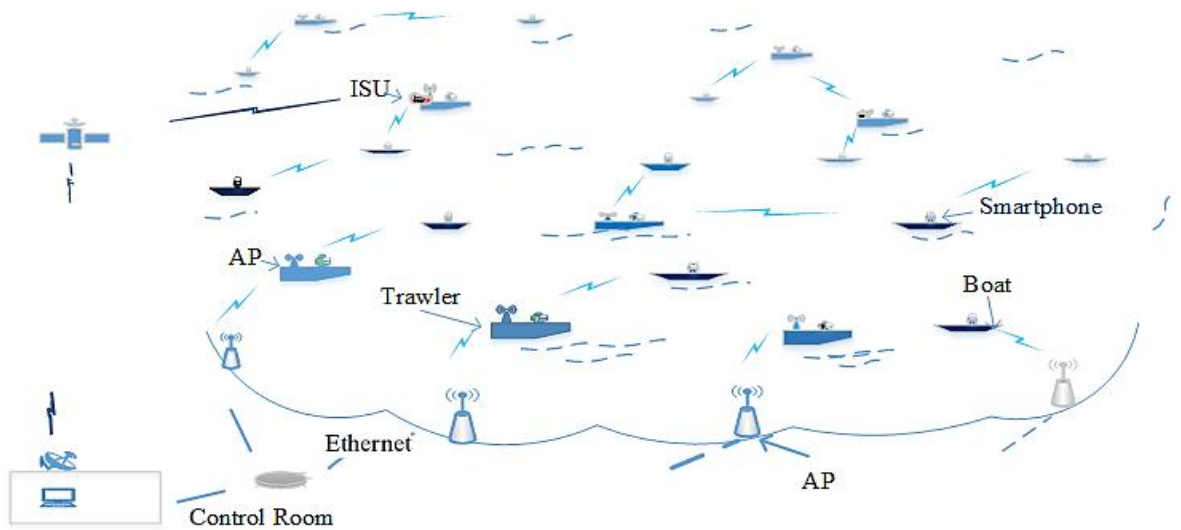 ISU
Smartphone
AP
Trawler
Boat
Ethernet
AP
Control Room